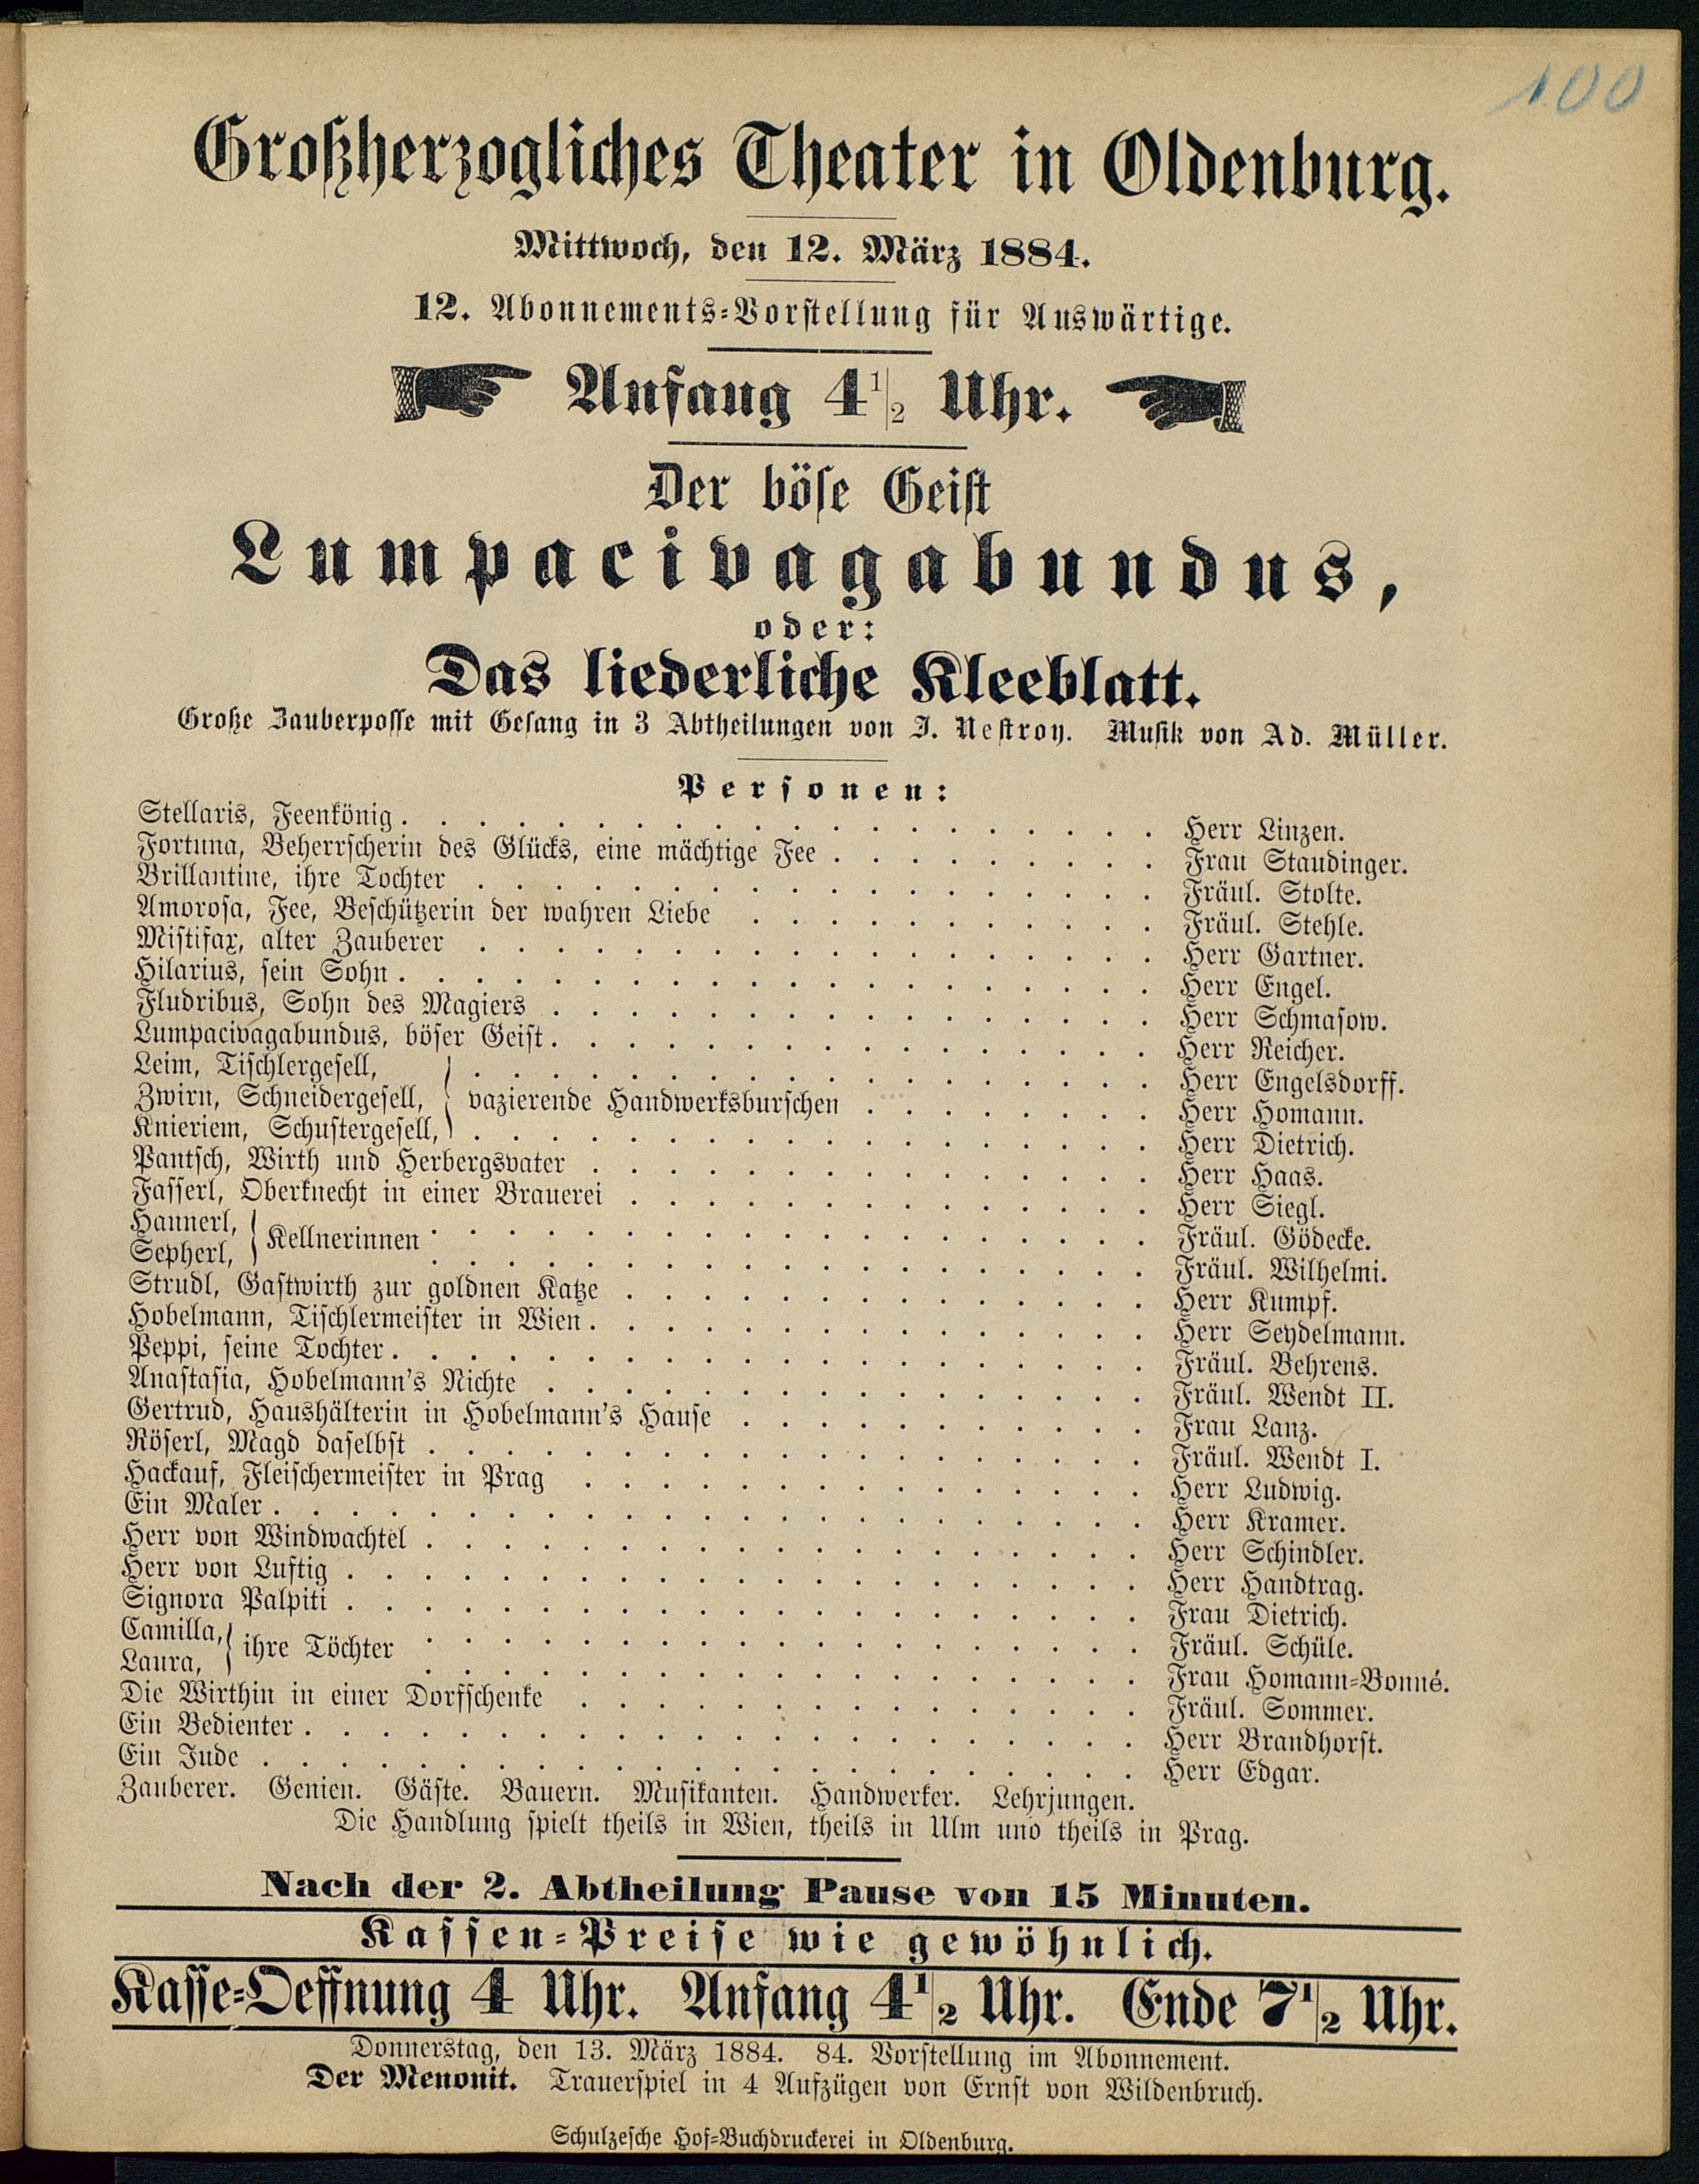 100
Großherzogliches Theater in Oldenburg.
Mittwoch, den 12. März 1884.
12. Abonnements-Vorstellung für Auswärtige.
Anfang 4 1/2 Uhr.
Der böse Geist
Lumpacivagabundus,
oder:
Das liederliche Kleeblatt.
Große Zauberposse mit Gesang in 3 Abtheilungen von J. Nestroy. Musik von Ad. Müller.
Personen:
Stellaris, Feenkönig . . . Herr Linzen.
Fortuna, Beherrscherin des Glücks, eine mächtige Fee . . . Frau Staudinger.
Brillantine, ihre Tochter . . . Fräul. Stolte.
Amorosa, Fee, Beschützerin der wahren Liebe . . . Fräul. Stehle.
Mistifax, alter Zauberer . . . Herr Gartner.
Hilarius, sein Sohn . . . Herr Engel.
Fludribus, Sohn des Magiers . . . Herr Schmasow.
Lumpacivagabundus, böser Geist . . . Herr Reicher.
Leim, Tischlergesell, . . . Herr Engelsdorff.
Zwirn, Schneidergesell, } vazierende Handwerksburschen . . . Herr Homann.
Knieriem, Schustergesell, . . . Herr Dietrich.
Pantsch, Wirth und Herbergsvater . . . Herr Haas.
Fasserl, Oberknecht in einer Brauerei . . . Herr Siegl.
Hannerl, } Kellnerinnen . . . Fräul. Gödecke.
Sepherl, . . . Fräul. Wilhelmi.
Strudl, Gastwirth zur goldnen Katze . . . Herr Kumpf.
Hobelmann, Tischlermeister in Wien . . . Herr Seydelmann.
Peppi, seine Tochter . . . Fräul. Behrens.
Anastasia, Hobelmann's Nichte . . . Fräul. Wendt II.
Gertrud, Haushälterin in Hobelmann's Hause . . . Frau Lanz.
Röserl, Magd daselbst . . . Fräul. Wendt I.
Hackauf, Fleischermeister in Prag . . . Herr Ludwig.
Ein Maler . . . Herr Kramer.
Herr von Windwachtel . . . Herr Schindler.
Herr von Luftig . . . Herr Handtrag.
Signora Palpiti . . . Frau Dietrich.
Camilla, } ihre Töchter . . . Fräul. Schüle.
Laura, . . . Frau Homann-Bonné.
Die Wirthin in einer Dorfschenke . . . Fräul. Sommer.
Ein Bedienter . . . Herr Brandhorst.
Ein Jude . . . Herr Edgar.
Zauberer. Genien. Gäste. Bauern. Musikanten. Handwerker. Lehrjungen.
Die Handlung spielt theils in Wien, theils in Ulm und theils in Prag.
Nach der 2. Abtheilung Pause von 15 Minuten.
Kassen-Preise wie gewöhnlich.
Kasse-Oeffnung 4 Uhr. Anfang 4 1/2 Uhr. Ende 7 1/2 Uhr.
Donnerstag, den 13. März 1884. 84. Vorstellung im Abonnement.
Der Menonit. Trauerspiel in 4 Aufzügen von Ernst von Wildenbruch.
Schulzesche Hof-Buchdruckerei in Oldenburg.